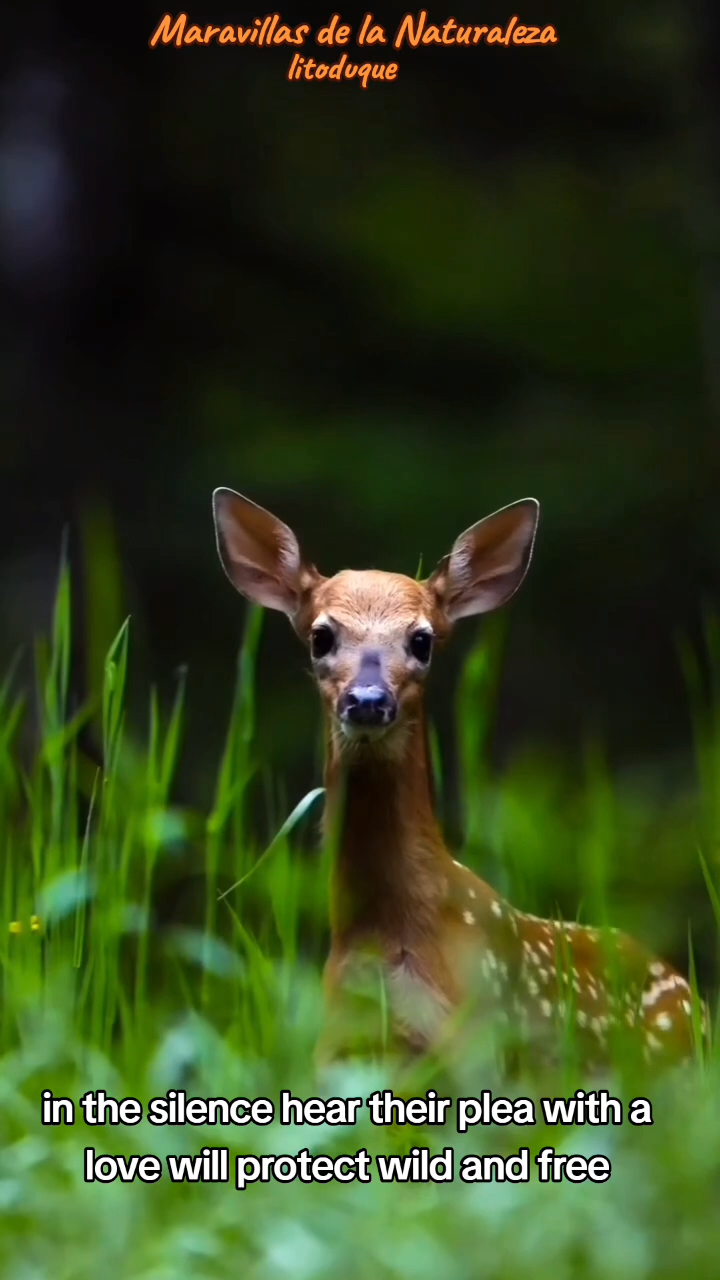 Maravillas de la Naturaleza
litoduque
in the silence hear their plea with a
love will protect wild and free